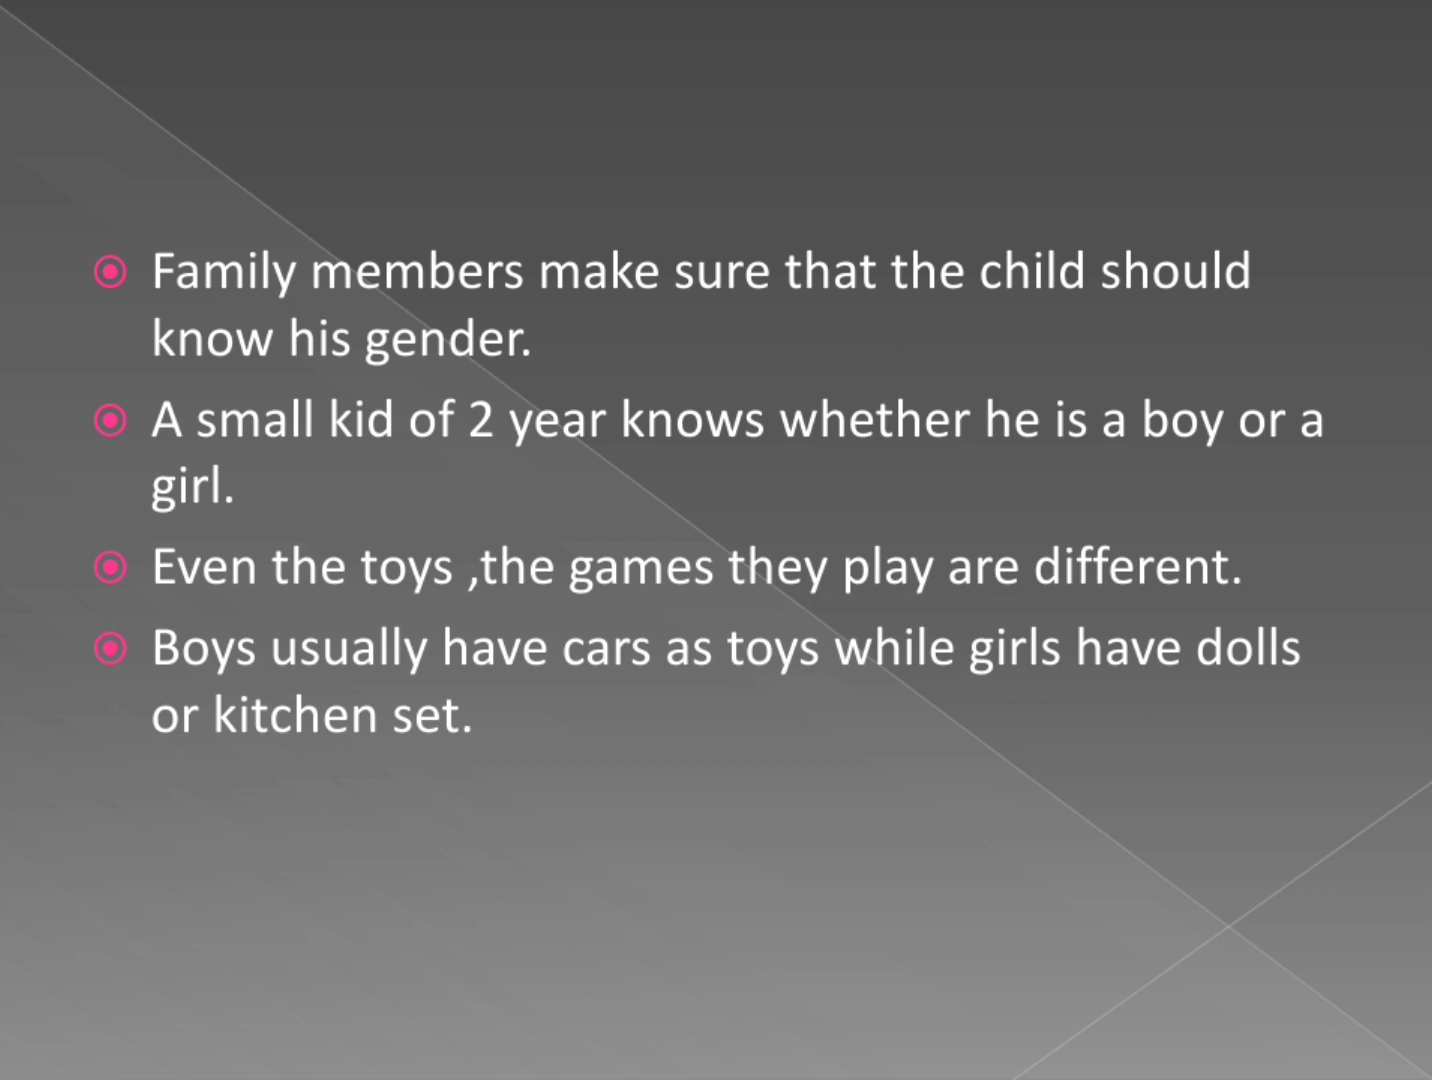 Family members make sure that the child should
know his gender.
A small kid of 2 year knows whether he is a boy or a
girl.
Even the toys ,the games they play are different.
Boys usually have cars as toys while girls have dolls
or kitchen set.